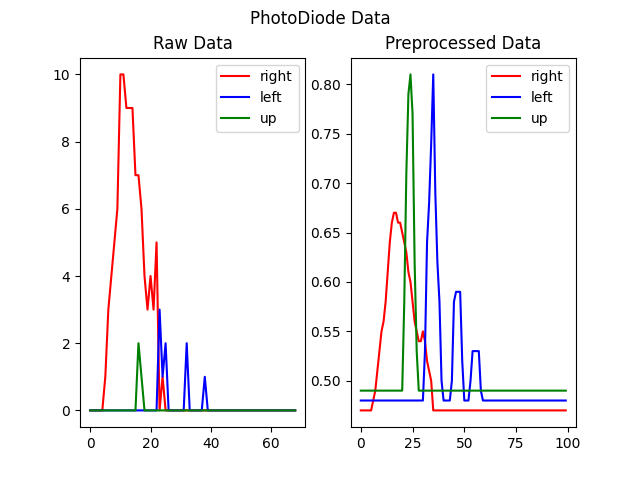 PhotoDiode Data
Raw Data
Preprocessed Data
right
left
up
right
left
up
10
8
6
4
2
0
0 20 40 60
0.80
0.75
0.70
0.65
0.60
0.55
0.50
0 25 50 75 100